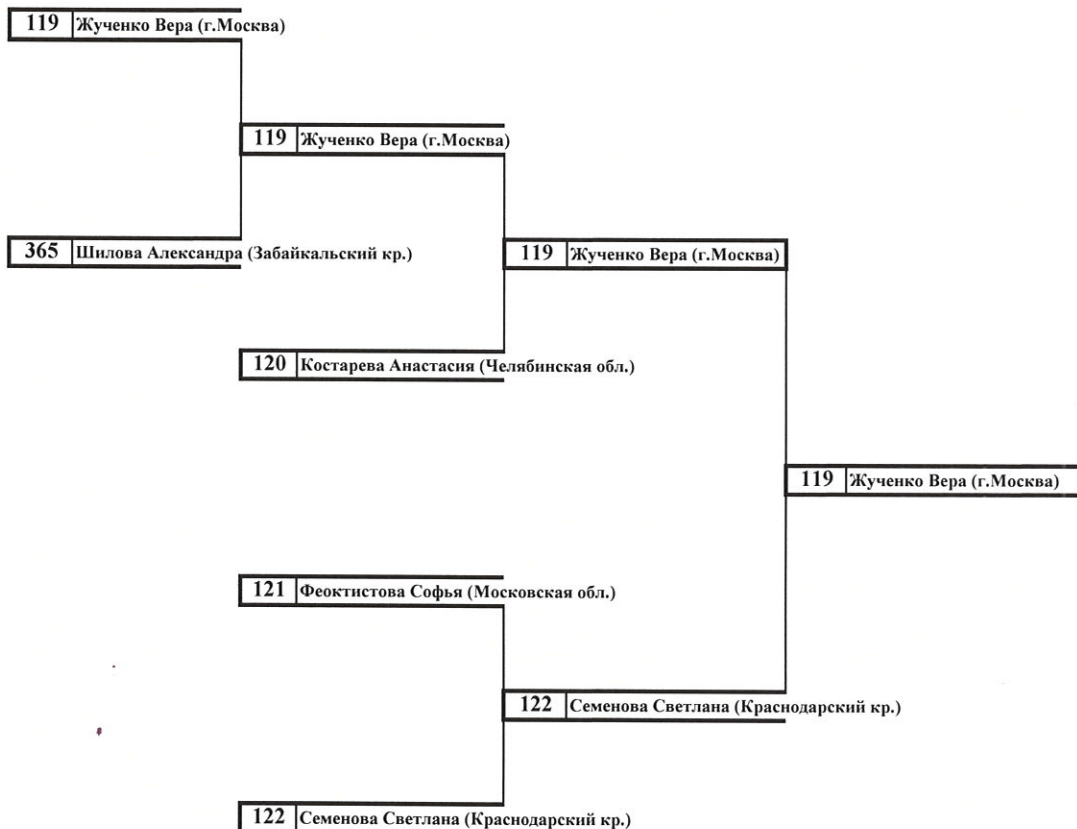 119 Жученко Вера (г.Москва)
119 Жученко Вера (г.Москва)
365 Шилова Александра (Забайкальский кр.)
119 Жученко Вера (г.Москва)
120 Костарева Анастасия (Челябинская обл.)
119 Жученко Вера (г.Москва)
121 Феоктистова Софья (Московская обл.)
122 Семенова Светлана (Краснодарский кр.)
122 Семенова Светлана (Краснодарский кр.)